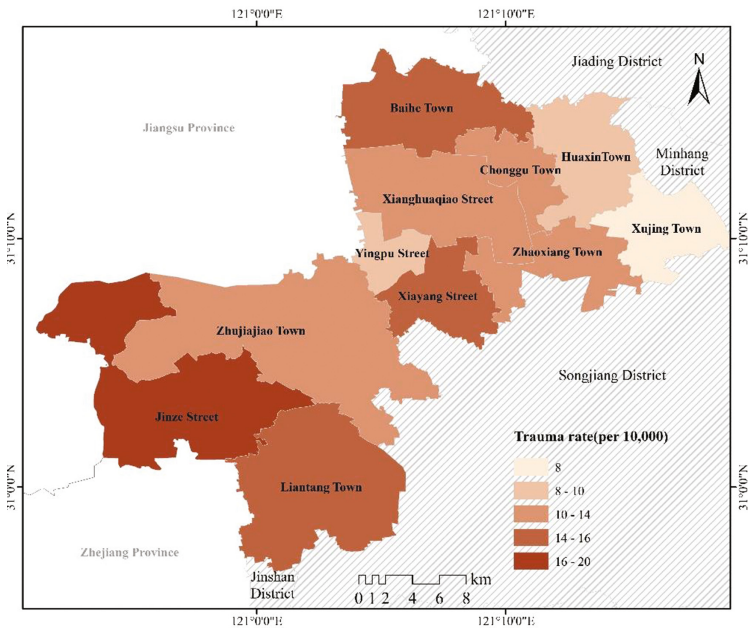 121°0'0"E
121°10'0"E
Jiading District
N
Baihe Town
Jiangsu Province
HuaxinTown
Minhang
District
Chonggu Town
Xianghuaqiao Street
Xujing Town
31°10'0"N
31°10'0"N
Yingpu Street
Zhaoxiang Town
Xiayang Street
Zhujiajiao Town
Songjiang District
Jinze Street
Trauma rate(per 10,000)
8
8 - 10
10 - 14
14 - 16
16 - 20
Liantang Town
31°0'0"N
31°0'0"N
Zhejiang Province
Jinshan
District
km
0 1 2 4 6 8
121°0'0"E
121°10'0"E